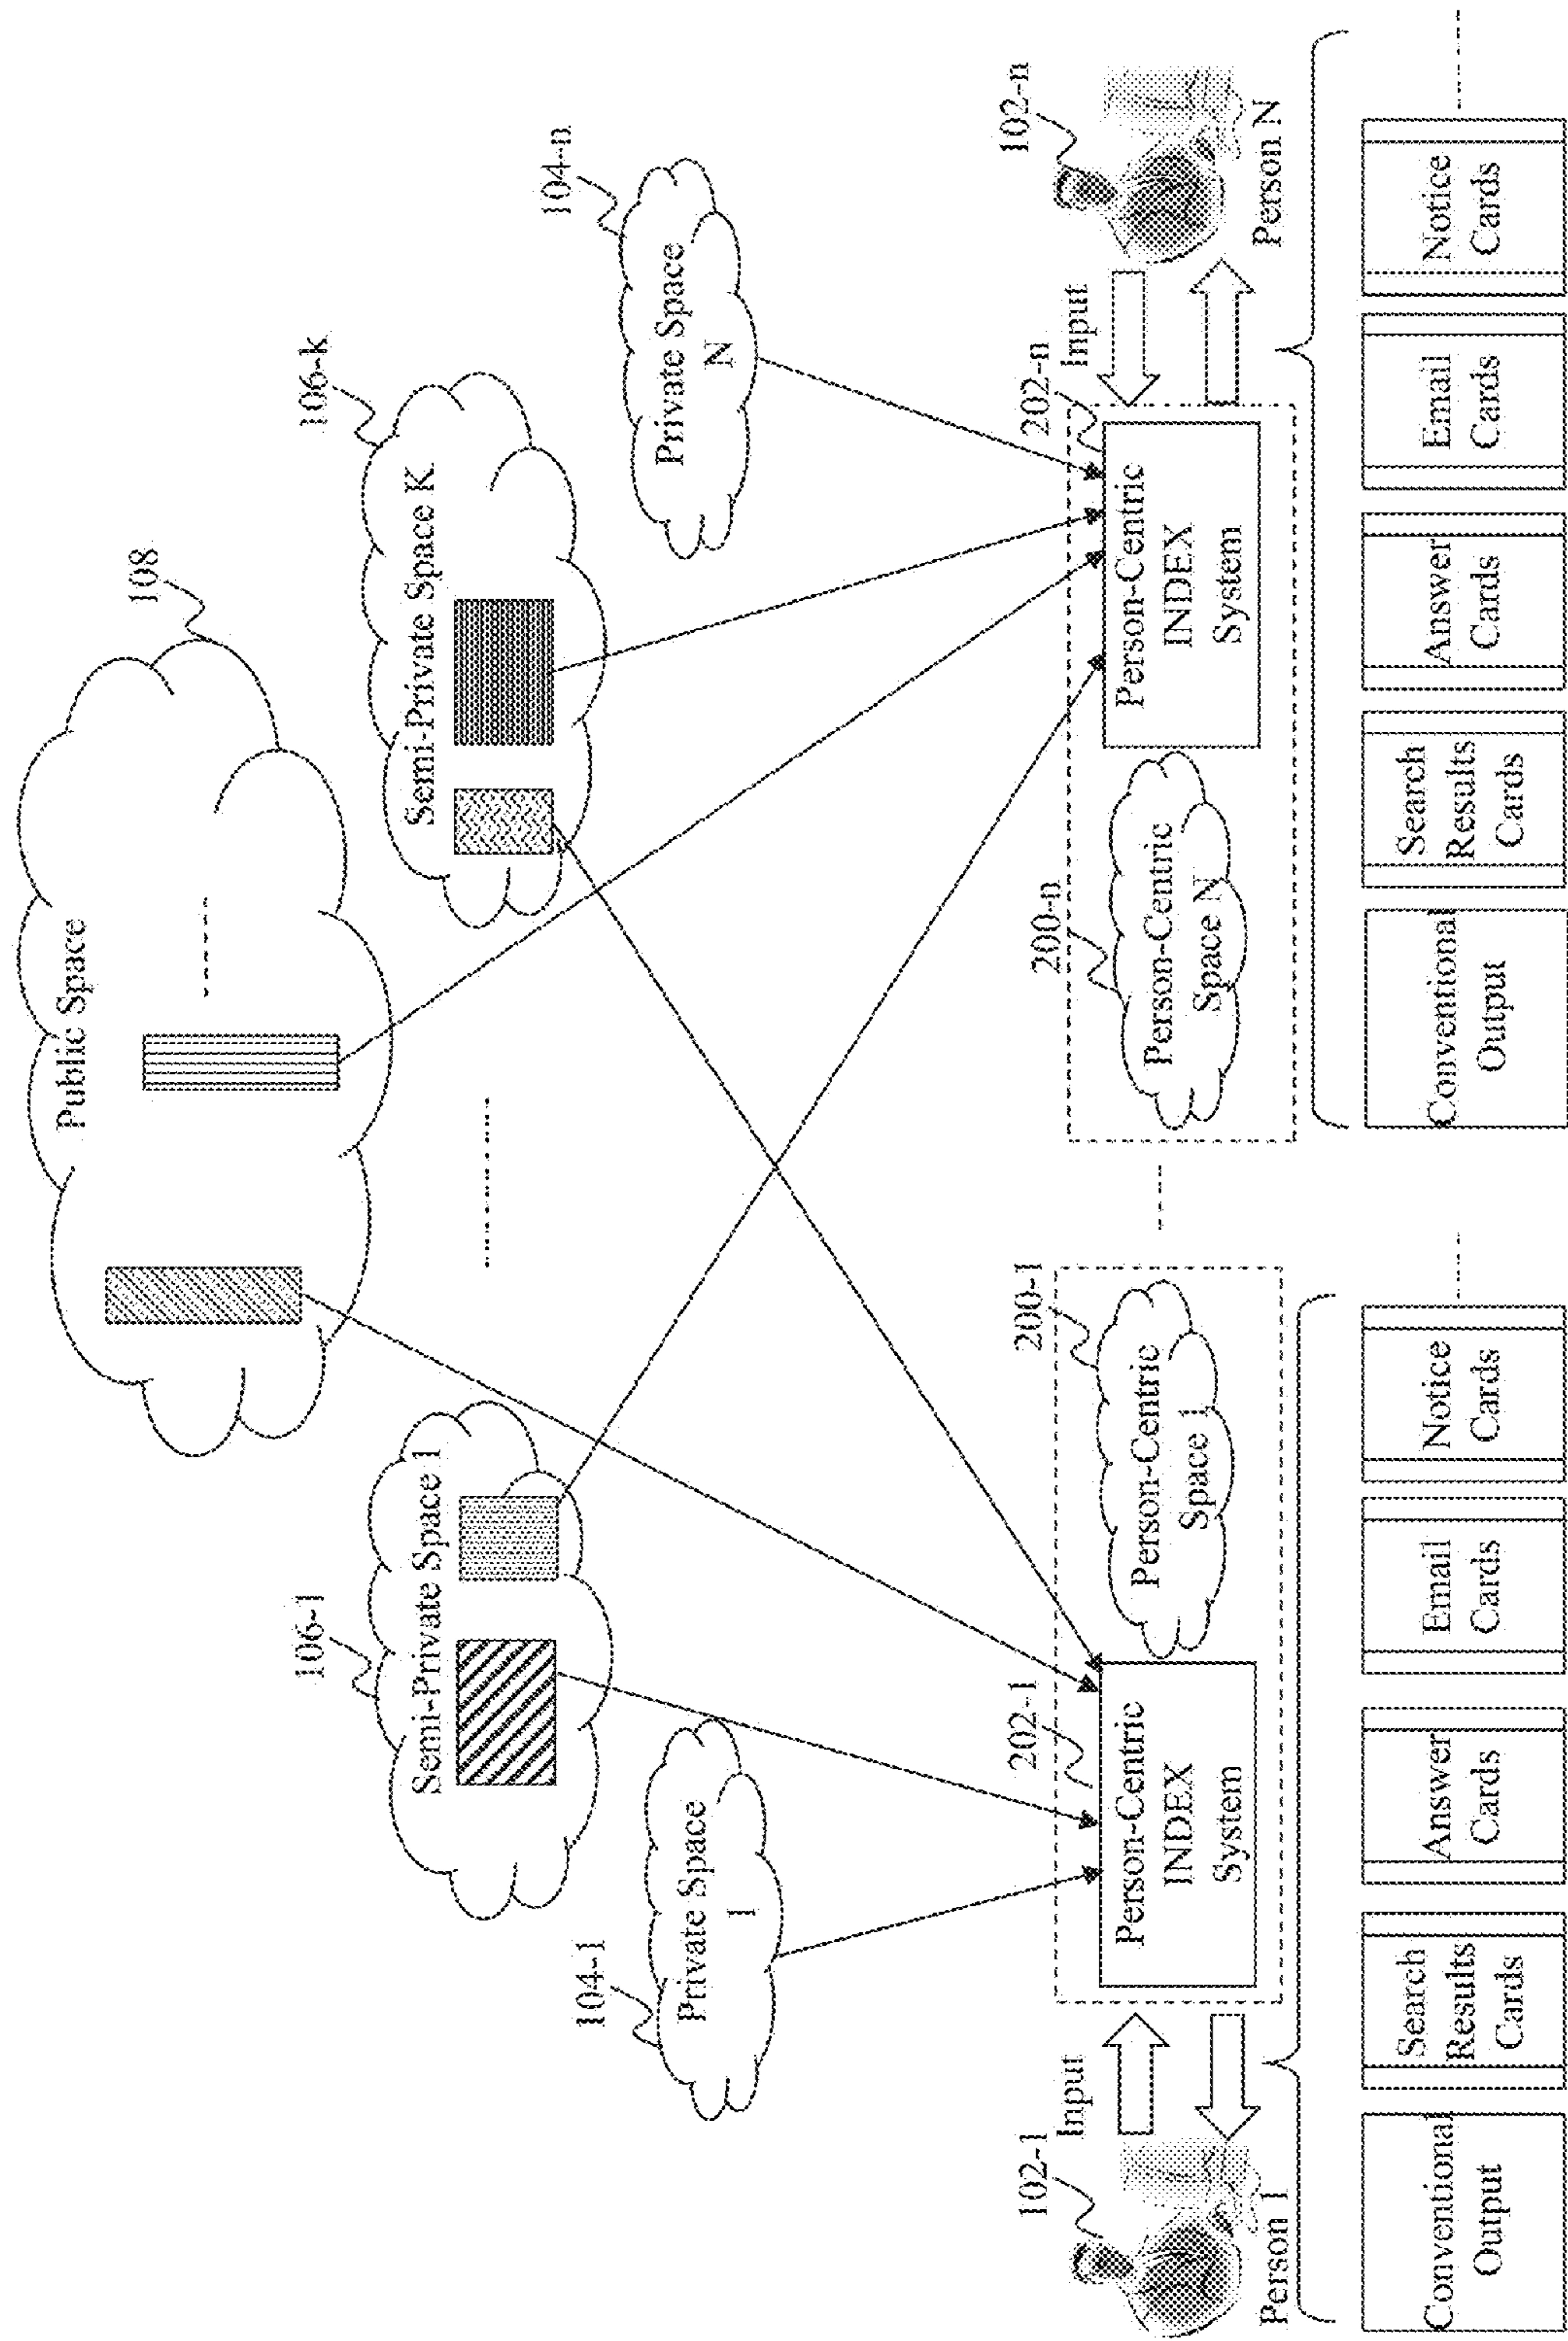 108
Public Space
106-1
Semi-Private Space 1
106-k
Semi-Private Space K
104-1
Private Space
1
104-n
Private Space
N
102-1
Input
Person 1
202-1
Person-Centric
INDEX
System
200-1
Person-Centric
Space 1
200-n
Person-Centric
Space N
202-n
Person-Centric
INDEX
System
Input
102-n
Person N
Conventional
Output
Search
Results
Cards
Answer
Cards
Email
Cards
Notice
Cards
Conventional
Output
Search
Results
Cards
Answer
Cards
Email
Cards
Notice
Cards